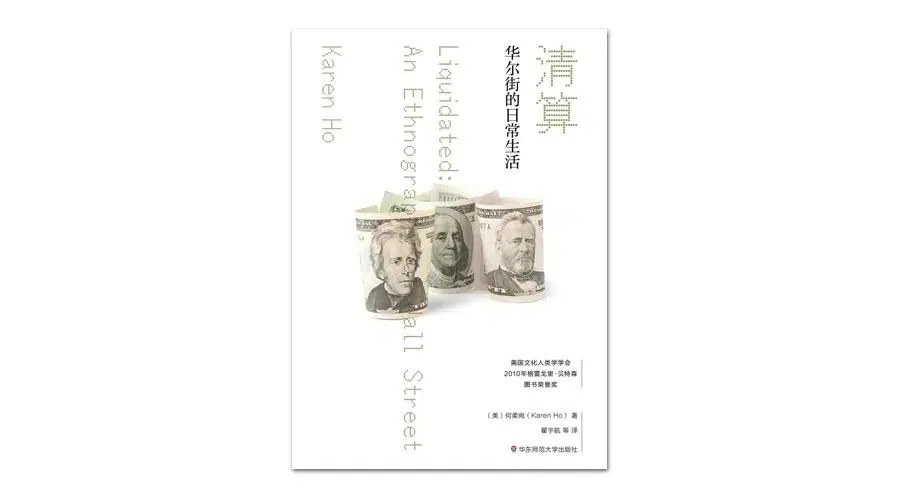 清算
华尔街的日常生活
Liquidated:
An Ethnograp all Street
Karen Ho
美国文化人类学学会
2010年格雷戈里·贝特森
图书荣誉奖
（美）何柔宛（Karen Ho） 著
翟宇航 等 译
华东师范大学出版社